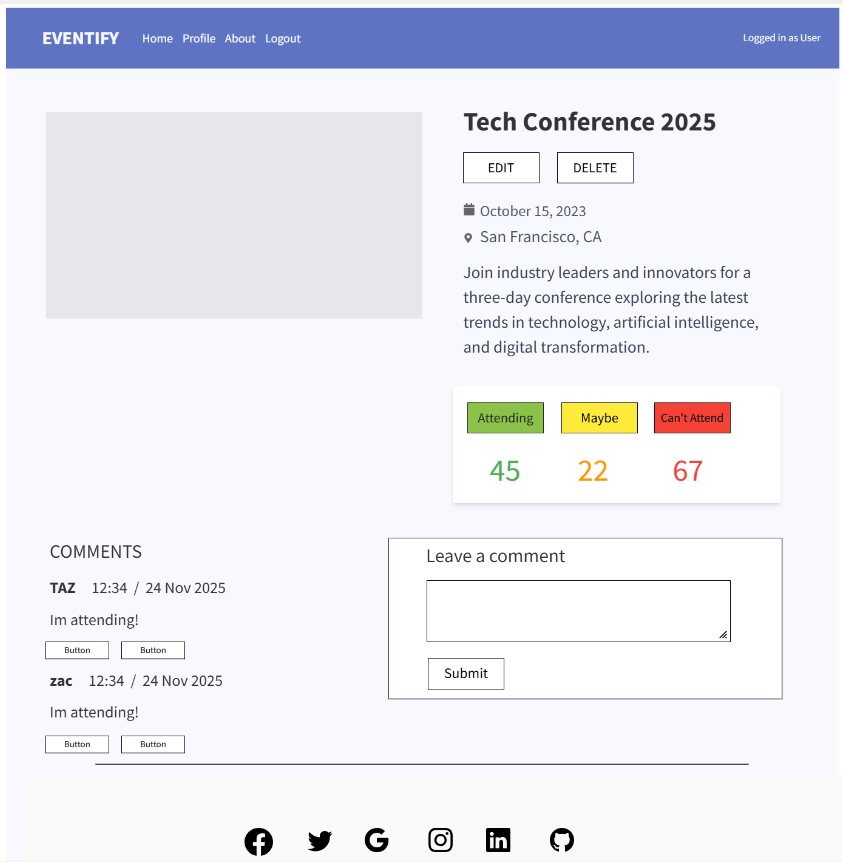 EVENTIFY Home Profile About Logout Logged in as User
Tech Conference 2025
EDIT DELETE
October 15, 2023
San Francisco, CA
Join industry leaders and innovators for a
three-day conference exploring the latest
trends in technology, artificial intelligence,
and digital transformation.
Attending Maybe Can't Attend
45 22 67
COMMENTS
TAZ 12:34 / 24 Nov 2025
Im attending!
Button Button
zac 12:34 / 24 Nov 2025
Im attending!
Button Button
Leave a comment
Submit